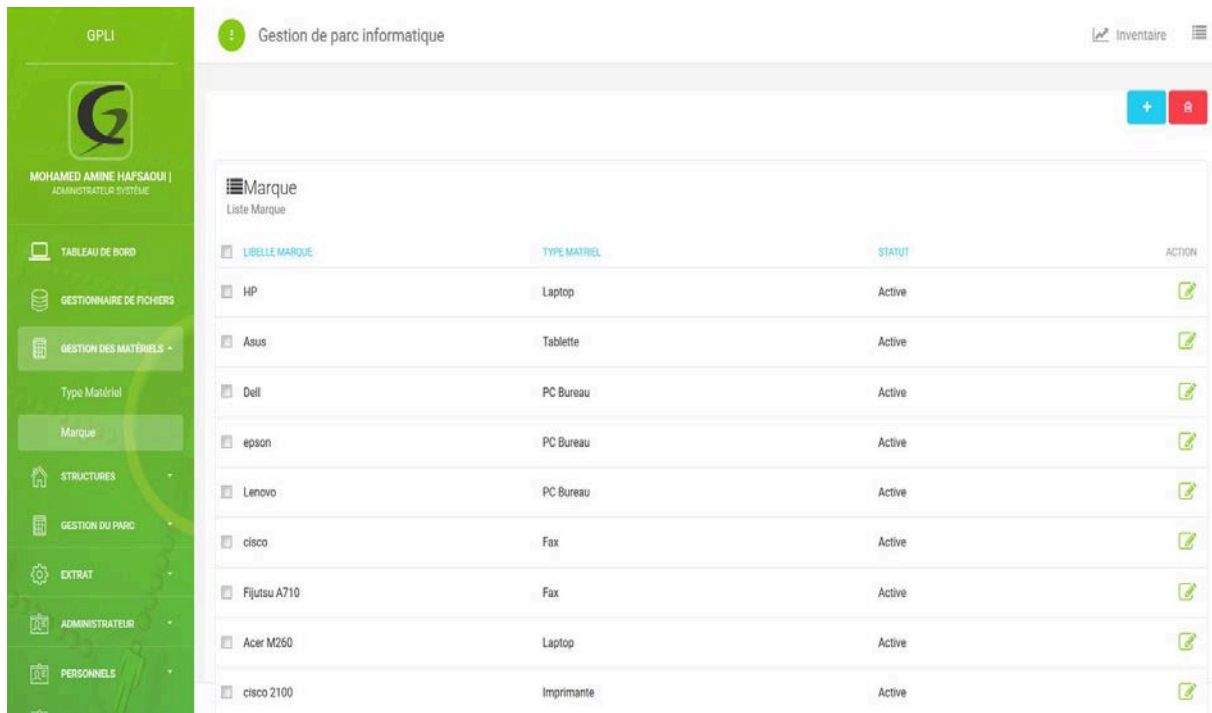 GPLI
MOHAMED AMINE HAFSAOUI |
ADMINISTRATEUR SYSTÈME
TABLEAU DE BORD
GESTIONNAIRE DE FICHIERS
GESTION DES MATÉRIELS
Type Matériel
Marque
STRUCTURES
GESTION DU PARC
EXTRAT
ADMINISTRATEUR
PERSONNELS
Gestion de parc informatique
Inventaire
Marque
Liste Marque
LIBELLE MARQUE TYPE MATRIEL STATUT ACTION
HP Laptop Active
Asus Tablette Active
Dell PC Bureau Active
epson PC Bureau Active
Lenovo PC Bureau Active
cisco Fax Active
Fijutsu A710 Fax Active
Acer M260 Laptop Active
cisco 2100 Imprimante Active